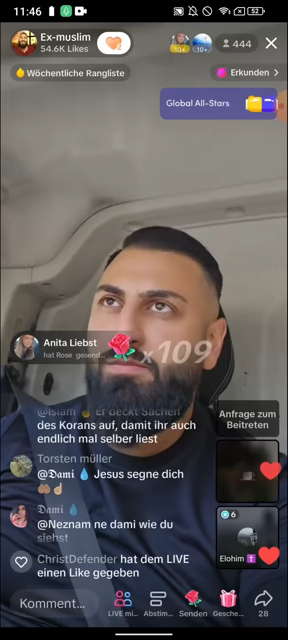 11:46
52
Ex-muslim
54.6K Likes
444
Wöchentliche Rangliste
Erkunden >
Global All-Stars
Anita Liebst
hat Rose gesend...
x109
@Islam ☝ Er deckt Sachen
des Korans auf, damit ihr auch
endlich mal selber liest
Anfrage zum
Beitreten
Torsten müller
@𝔇𝔞𝔪𝔦 💧 Jesus segne dich
🙏🏽☝🏼
𝔇𝔞𝔪𝔦 💧
@Neznam ne dami wie du
siehst
6
Elohim ✝
ChristDefender hat dem LIVE
einen Like gegeben
Komment...
LIVE mi...
Abstim...
Senden
Gesche...
28